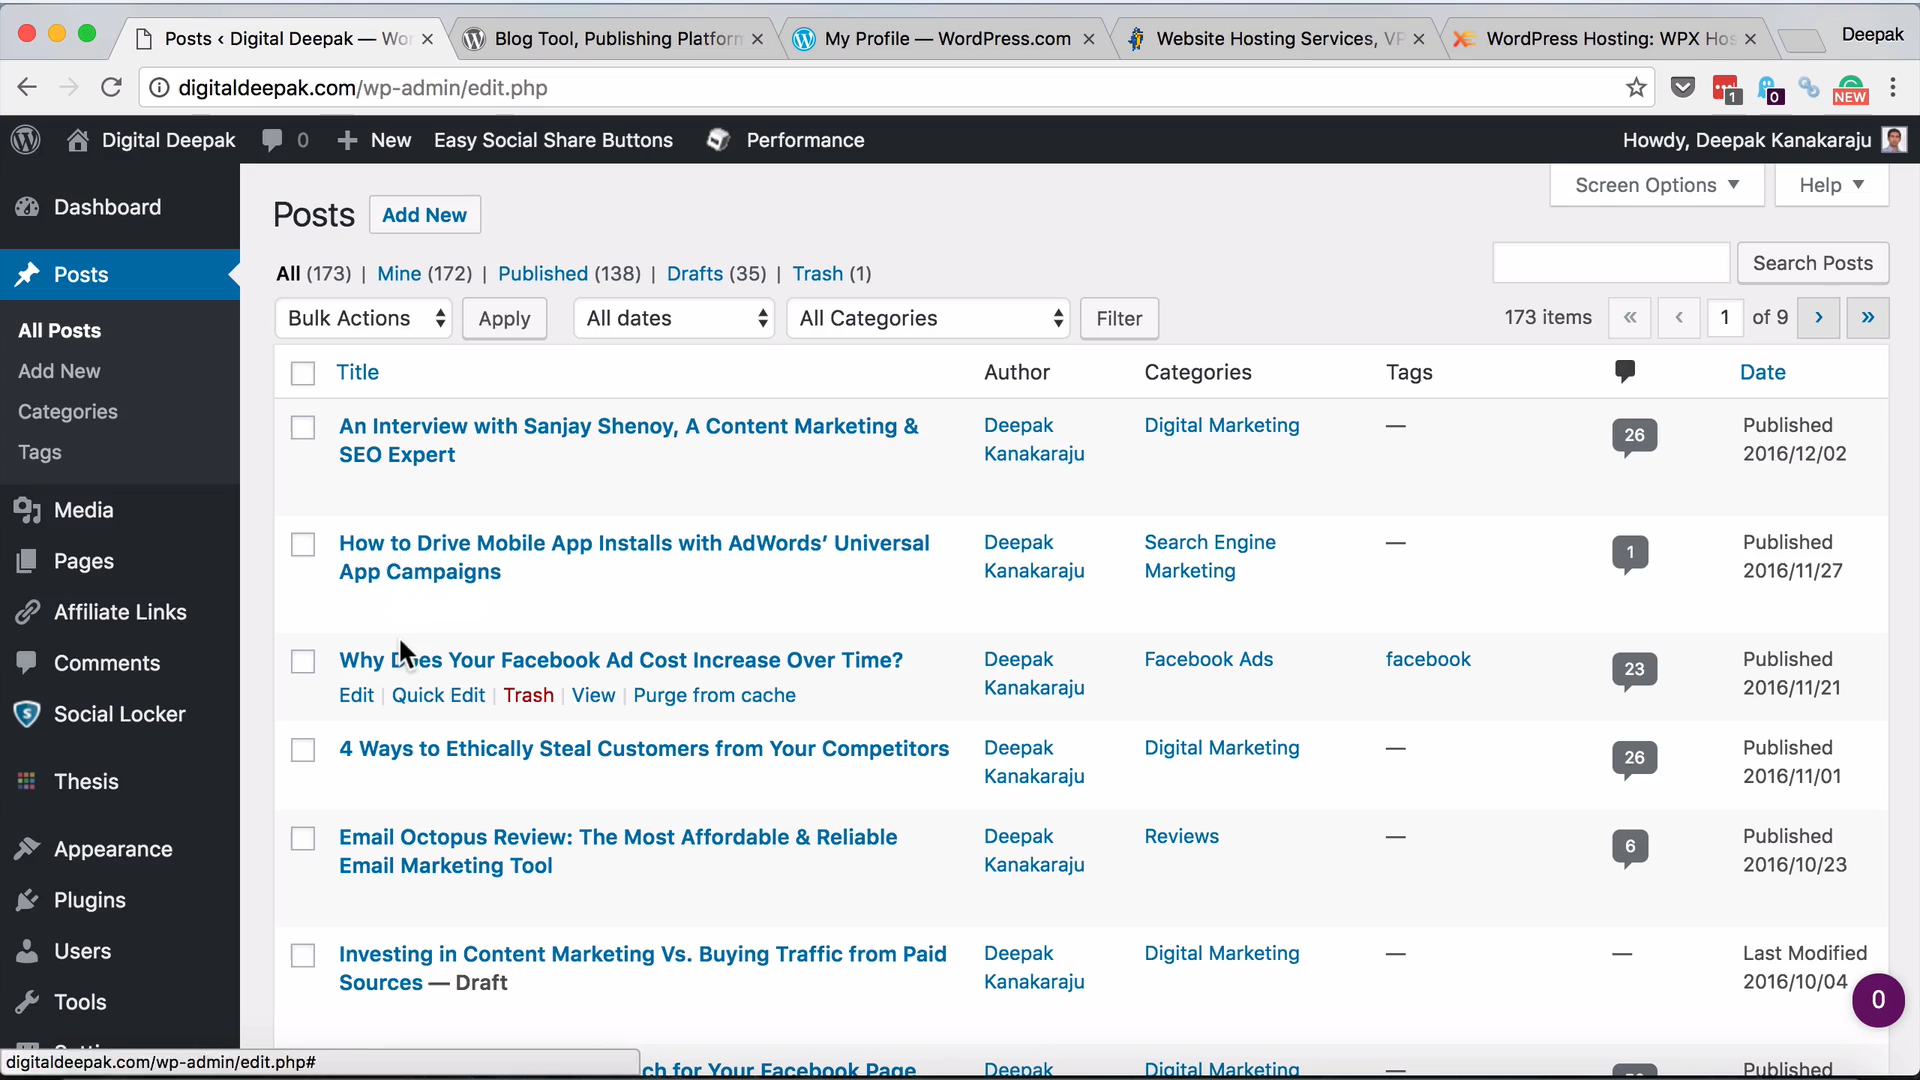 Posts ‹ Digital Deepak — Wor
Blog Tool, Publishing Platform
My Profile — WordPress.com
Website Hosting Services, VP
WordPress Hosting: WPX Hos
Deepak
digitaldeepak.com/wp-admin/edit.php
1
0
NEW
Digital Deepak
0
New
Easy Social Share Buttons
Performance
Howdy, Deepak Kanakaraju
Dashboard
Posts
All Posts
Add New
Categories
Tags
Media
Pages
Affiliate Links
Comments
Social Locker
Thesis
Appearance
Plugins
Users
Tools
Posts
Add New
Screen Options
Help
All (173) | Mine (172) | Published (138) | Drafts (35) | Trash (1)
Search Posts
Bulk Actions
Apply
All dates
All Categories
Filter
173 items « ‹ 1 of 9 › »
Title
Author
Categories
Tags
Date
An Interview with Sanjay Shenoy, A Content Marketing &
SEO Expert
Deepak
Kanakaraju
Digital Marketing
—
26
Published
2016/12/02
How to Drive Mobile App Installs with AdWords’ Universal
App Campaigns
Deepak
Kanakaraju
Search Engine
Marketing
—
1
Published
2016/11/27
Why Does Your Facebook Ad Cost Increase Over Time?
Edit | Quick Edit | Trash | View | Purge from cache
Deepak
Kanakaraju
Facebook Ads
facebook
23
Published
2016/11/21
4 Ways to Ethically Steal Customers from Your Competitors
Deepak
Kanakaraju
Digital Marketing
—
26
Published
2016/11/01
Email Octopus Review: The Most Affordable & Reliable
Email Marketing Tool
Deepak
Kanakaraju
Reviews
—
6
Published
2016/10/23
Investing in Content Marketing Vs. Buying Traffic from Paid
Sources — Draft
Deepak
Kanakaraju
Digital Marketing
—
—
Last Modified
2016/10/04
0
digitaldeepak.com/wp-admin/edit.php#
ch for Your Facebook Page
Deepak
Digital Marketing
—
Published